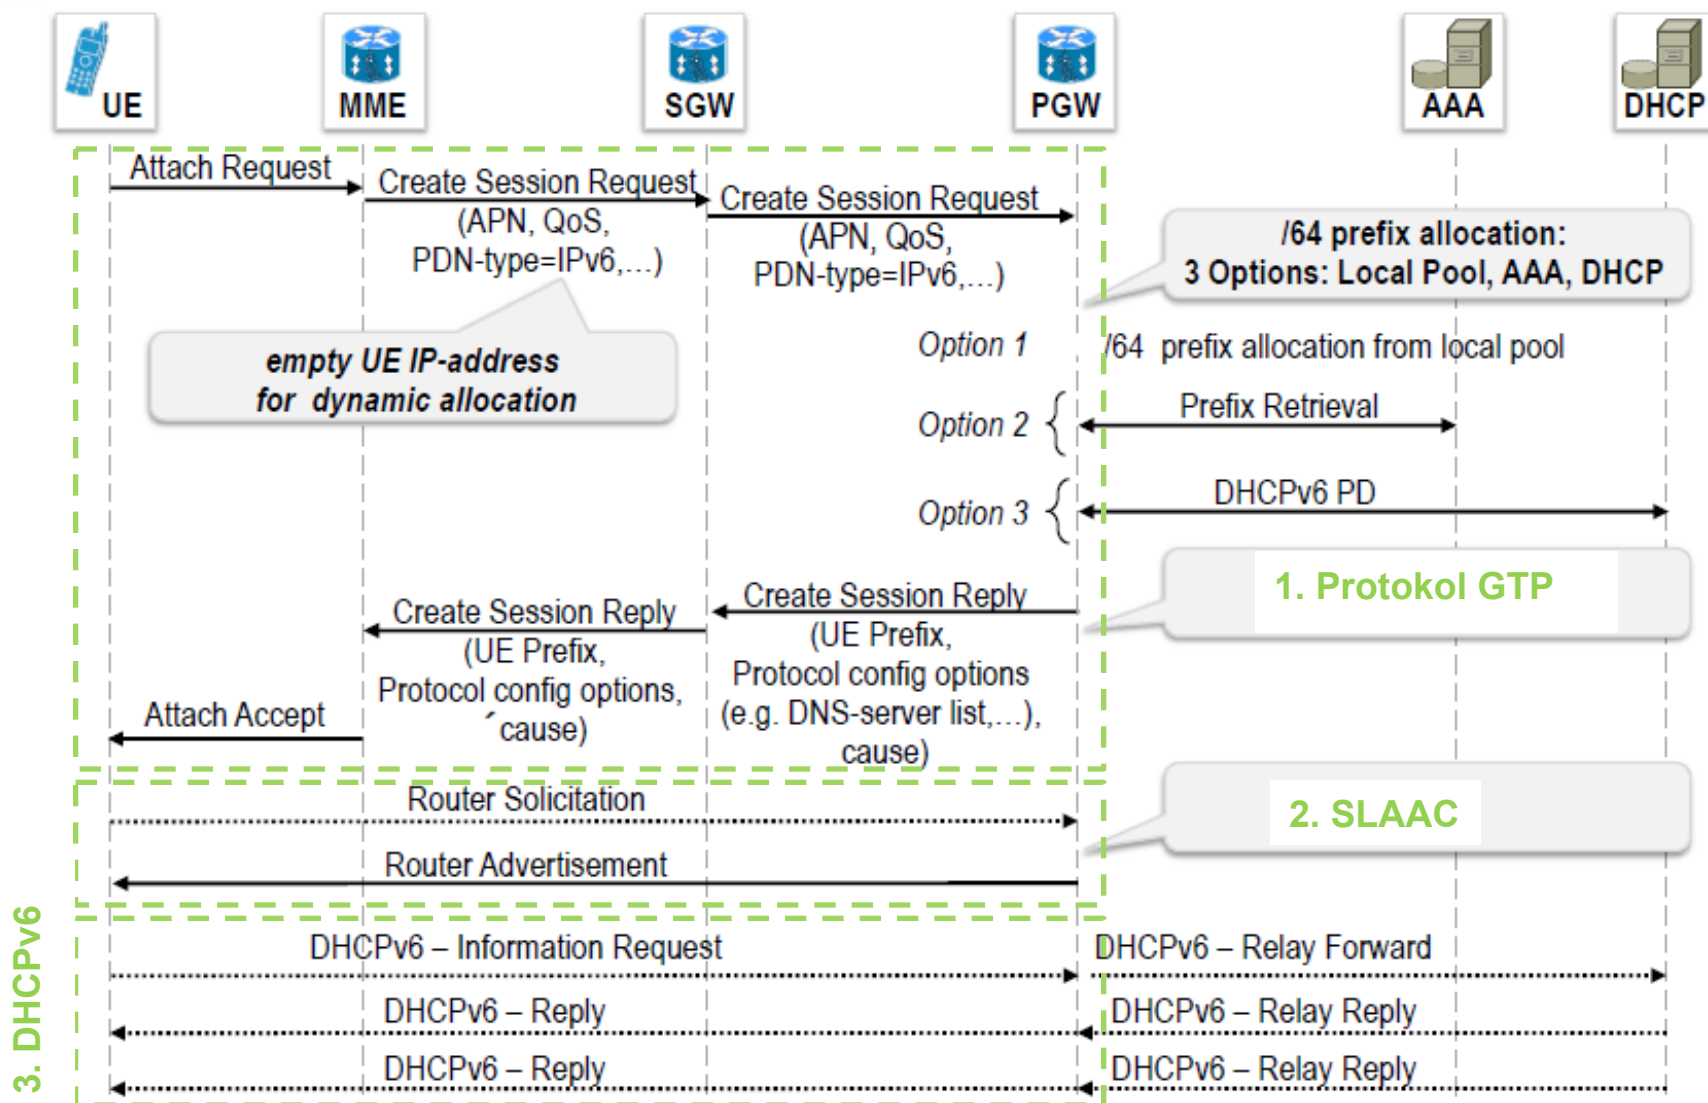 UE
MME
SGW
PGW
AAA
DHCP
Attach Request
Create Session Request
(APN, QoS,
PDN-type=IPv6,...)
Create Session Request
(APN, QoS,
PDN-type=IPv6,...)
/64 prefix allocation:
3 Options: Local Pool, AAA, DHCP
empty UE IP-address
for dynamic allocation
Option 1
/64 prefix allocation from local pool
Option 2
Prefix Retrieval
Option 3
DHCPv6 PD
1. Protokol GTP
Create Session Reply
(UE Prefix,
Protocol config options
(e.g. DNS-server list,...),
cause)
Create Session Reply
(UE Prefix,
Protocol config options,
´cause)
Attach Accept
Router Solicitation
2. SLAAC
Router Advertisement
3. DHCPv6
DHCPv6 – Information Request
DHCPv6 – Relay Forward
DHCPv6 – Reply
DHCPv6 – Relay Reply
DHCPv6 – Reply
DHCPv6 – Relay Reply